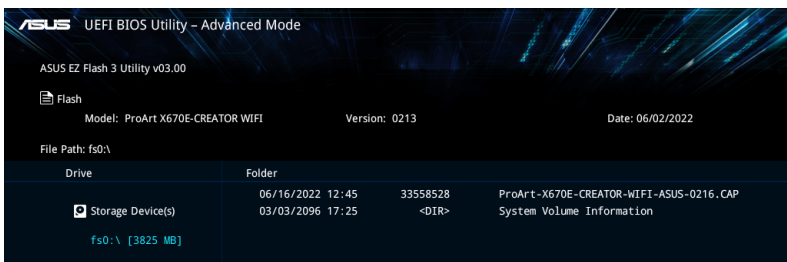 ASUS UEFI BIOS Utility – Advanced Mode
ASUS EZ Flash 3 Utility v03.00
Flash
Model: ProArt X670E-CREATOR WIFI Version: 0213 Date: 06/02/2022
File Path: fs0:\
Drive Folder
06/16/2022 12:45 33558528 ProArt-X670E-CREATOR-WIFI-ASUS-0216.CAP
Storage Device(s) 03/03/2096 17:25 <DIR> System Volume Information
fs0:\ [3825 MB]